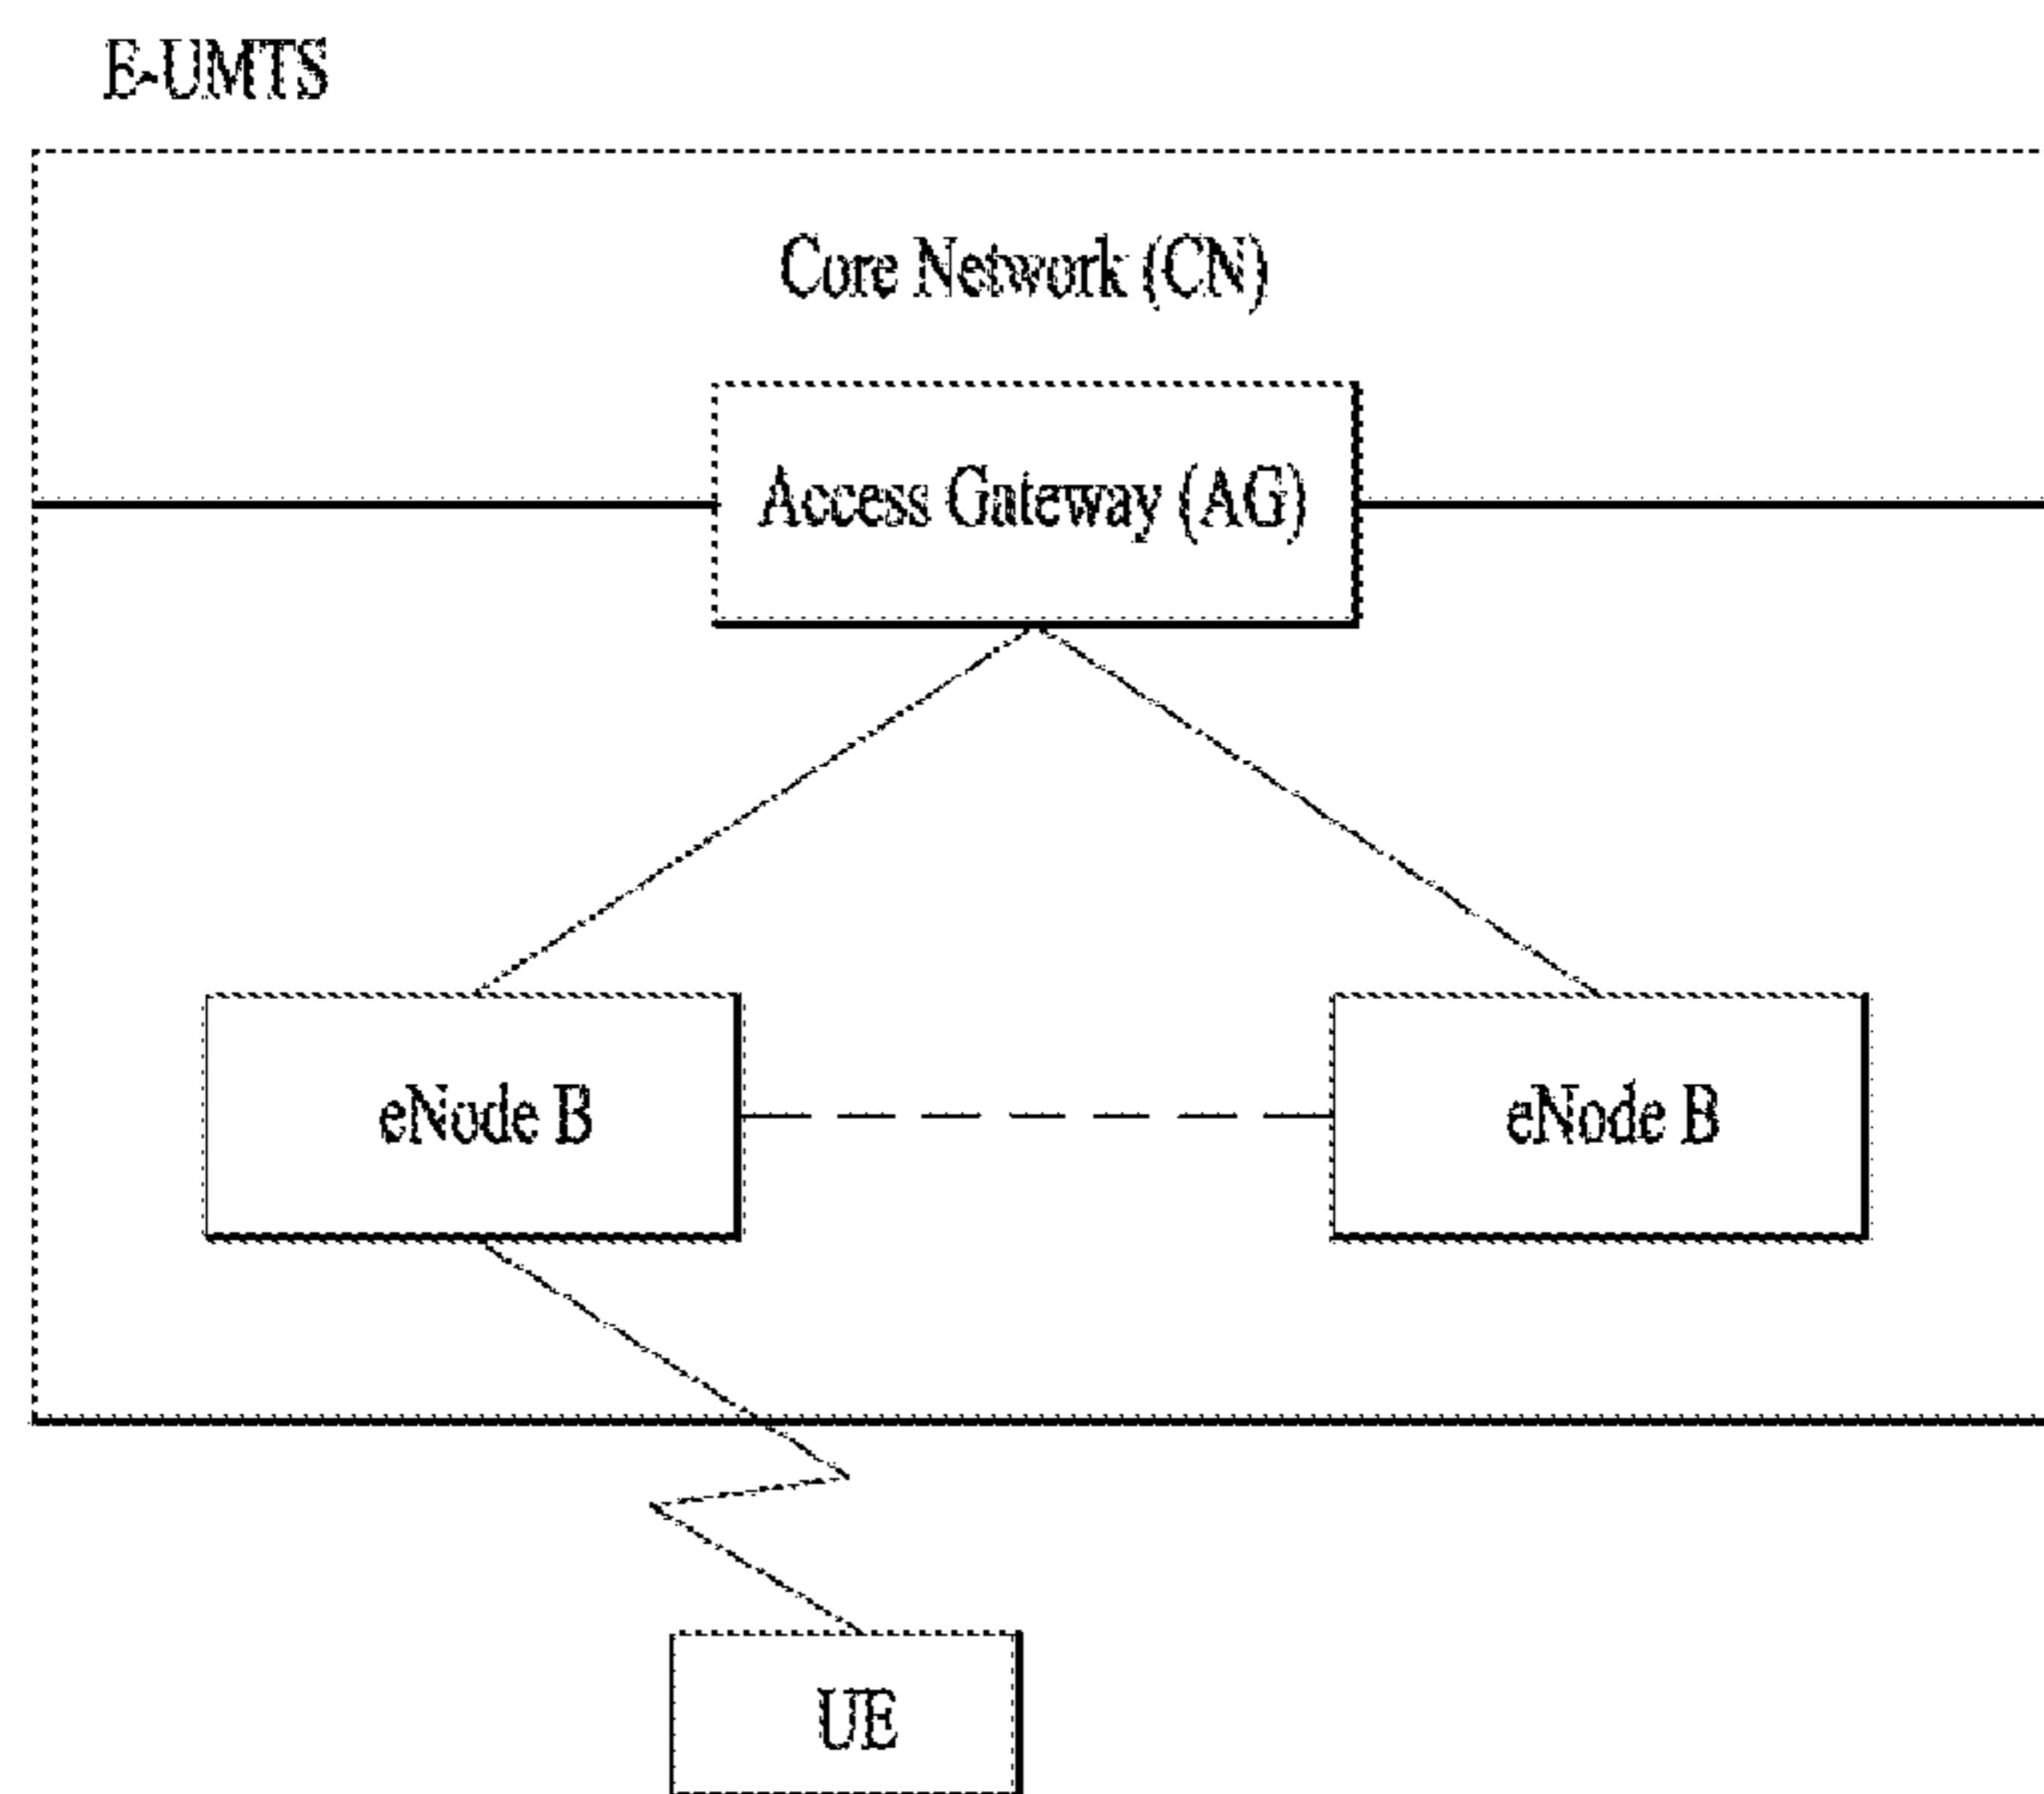 E-UMTS
Core Network (CN)
Access Gateway (AG)
eNode B
eNode B
UE